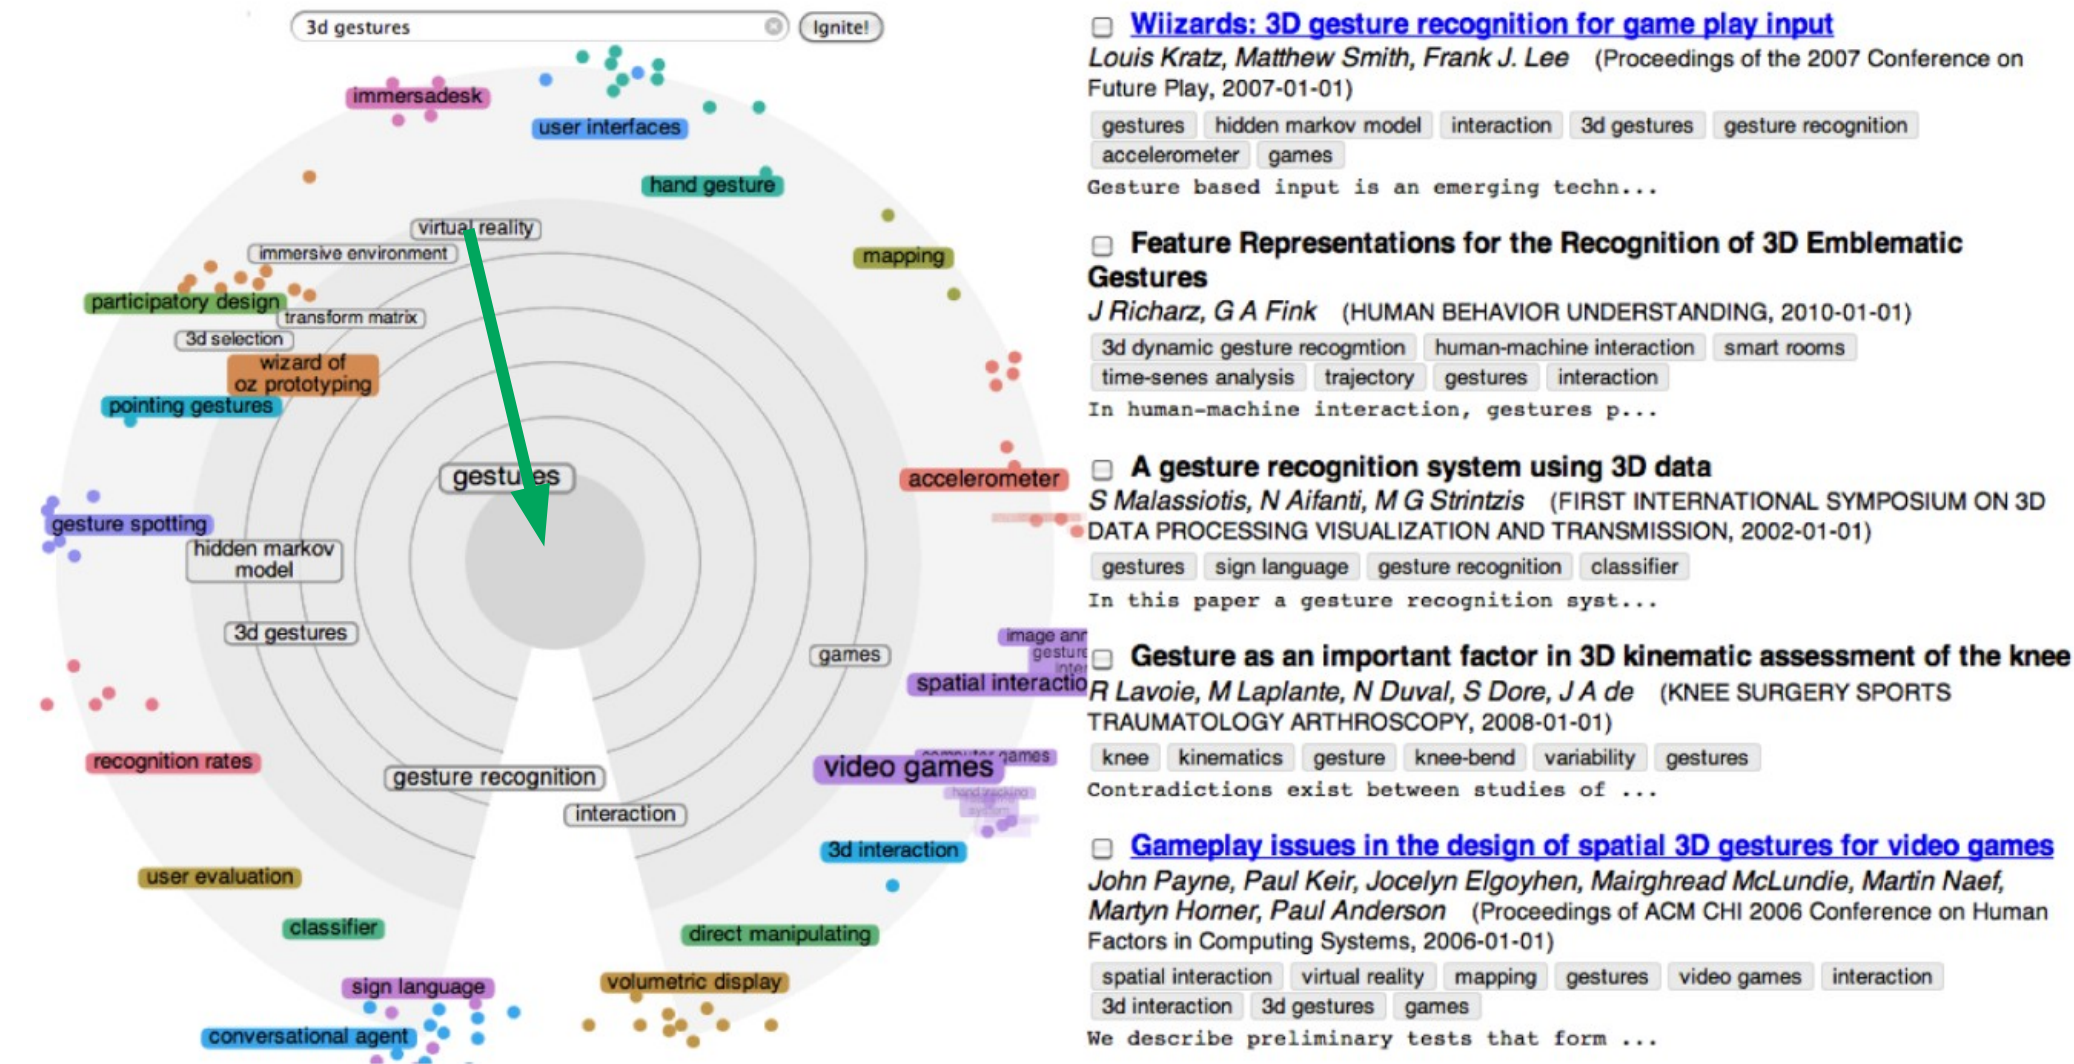 3d gestures
Ignite!
immersadesk
user interfaces
hand gesture
virtual reality
immersive environment
mapping
participatory design
transform matrix
3d selection
wizard of
oz prototyping
pointing gestures
gestures
accelerometer
gesture spotting
hidden markov
model
3d gestures
image ann
gesture
inter
games
spatial interactio
recognition rates
computer games
video games
gesture recognition
hand tracking
system
interaction
3d interaction
user evaluation
classifier
direct manipulating
sign language
volumetric display
conversational agent
Wiizards: 3D gesture recognition for game play input
Louis Kratz, Matthew Smith, Frank J. Lee (Proceedings of the 2007 Conference on
Future Play, 2007-01-01)
gestures hidden markov model interaction 3d gestures gesture recognition
accelerometer games
Gesture based input is an emerging techn...
Feature Representations for the Recognition of 3D Emblematic
Gestures
J Richarz, G A Fink (HUMAN BEHAVIOR UNDERSTANDING, 2010-01-01)
3d dynamic gesture recogmtion human-machine interaction smart rooms
time-senes analysis trajectory gestures interaction
In human-machine interaction, gestures p...
A gesture recognition system using 3D data
S Malassiotis, N Aifanti, M G Strintzis (FIRST INTERNATIONAL SYMPOSIUM ON 3D
DATA PROCESSING VISUALIZATION AND TRANSMISSION, 2002-01-01)
gestures sign language gesture recognition classifier
In this paper a gesture recognition syst...
Gesture as an important factor in 3D kinematic assessment of the knee
R Lavoie, M Laplante, N Duval, S Dore, J A de (KNEE SURGERY SPORTS
TRAUMATOLOGY ARTHROSCOPY, 2008-01-01)
knee kinematics gesture knee-bend variability gestures
Contradictions exist between studies of ...
Gameplay issues in the design of spatial 3D gestures for video games
John Payne, Paul Keir, Jocelyn Elgoyhen, Mairghread McLundie, Martin Naef,
Martyn Horner, Paul Anderson (Proceedings of ACM CHI 2006 Conference on Human
Factors in Computing Systems, 2006-01-01)
spatial interaction virtual reality mapping gestures video games interaction
3d interaction 3d gestures games
We describe preliminary tests that form ...